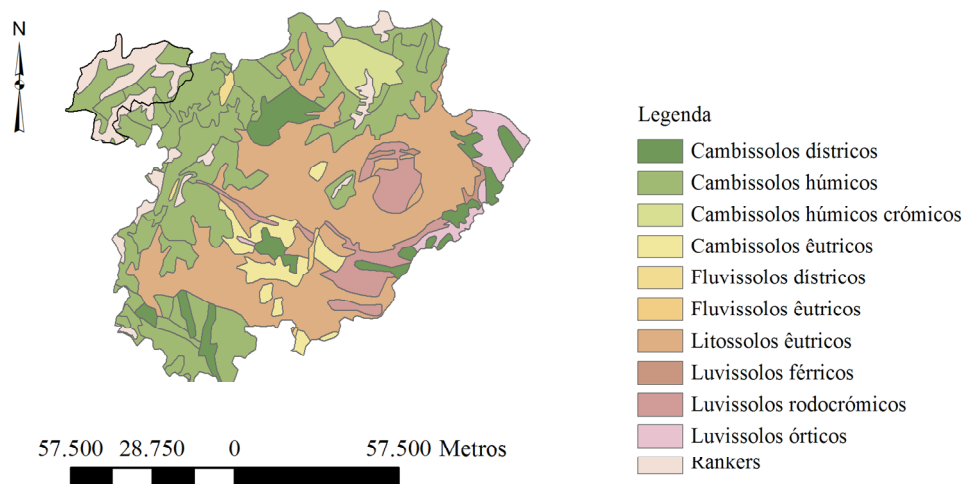 N
Legenda
Cambissolos dístricos
Cambissolos húmicos
Cambissolos húmicos crómicos
Cambissolos êutricos
Fluvissolos dístricos
Fluvissolos êutricos
Litossolos êutricos
Luvissolos férricos
Luvissolos rodocrómicos
Luvissolos órticos
Rankers
57.500 28.750 0 57.500 Metros